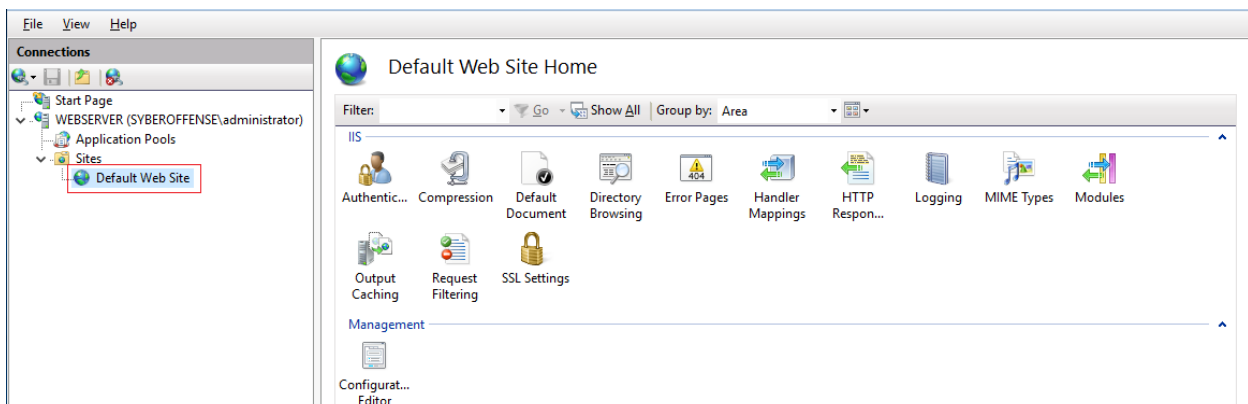 File View Help
Connections
Start Page
WEBSERVER (SYBEROFFENSE\administrator)
Application Pools
Sites
Default Web Site
Default Web Site Home
Filter: Go Show All Group by: Area
IIS
Authentic... Compression Default Document Directory Browsing Error Pages Handler Mappings HTTP Respon... Logging MIME Types Modules
404
Output Caching Request Filtering SSL Settings
Management
Configurat...
Editor